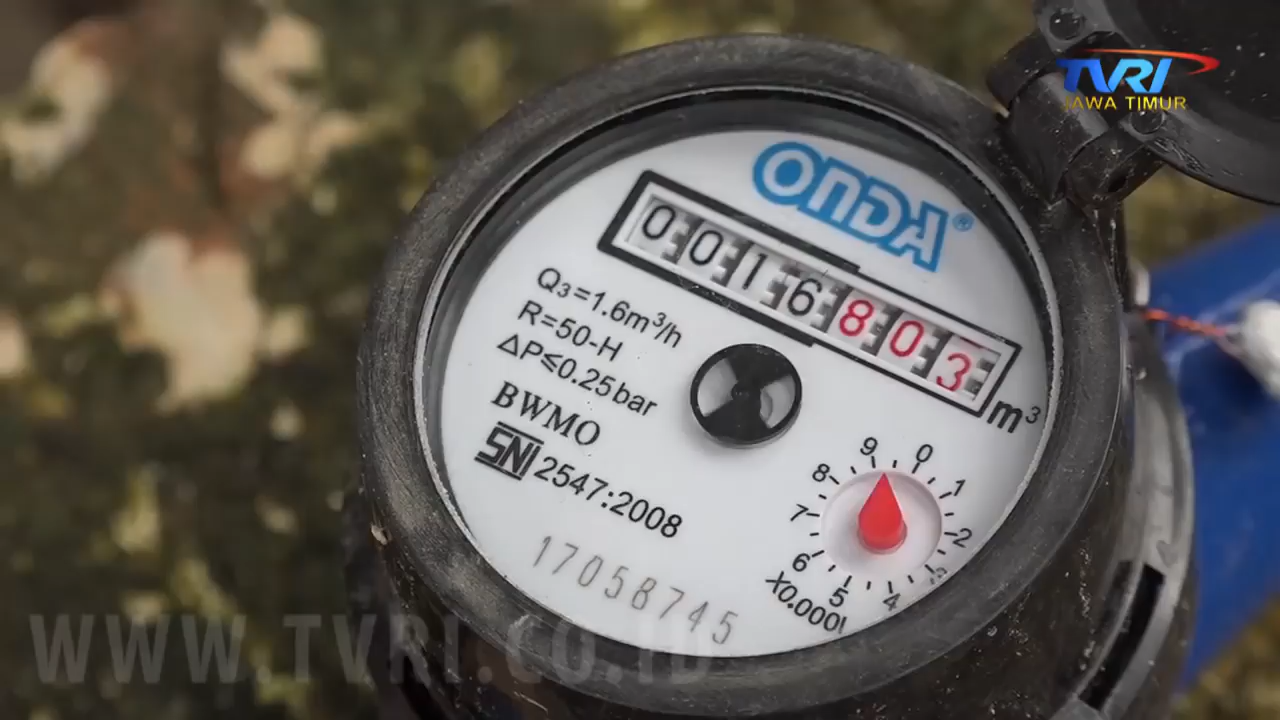 TVRI
JAWA TIMUR
ONDA®
0016803
m³
Q3=1.6m³/h
R=50-H
ΔP≤0.25bar
BWMO
SNI 2547:2008
17058745
0
1
2
3
4
5
6
7
8
9
X0.0001
WWW.TVRI.CO.ID